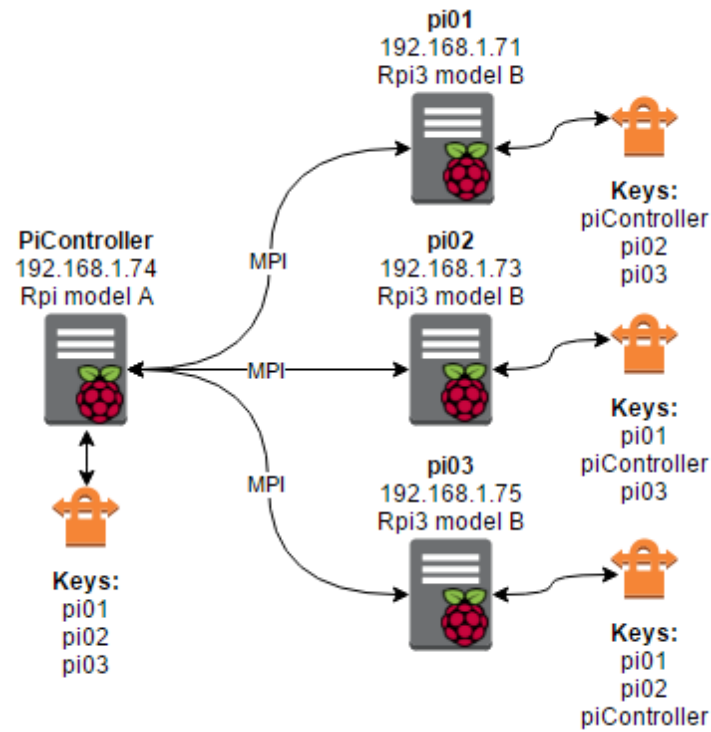 pi01
192.168.1.71
Rpi3 model B
Keys:
piController
pi02
pi03
MPI
PiController
192.168.1.74
Rpi model A
pi02
192.168.1.73
Rpi3 model B
MPI
Keys:
pi01
piController
pi03
pi03
192.168.1.75
Rpi3 model B
MPI
Keys:
pi01
pi02
pi03
Keys:
pi01
pi02
piController